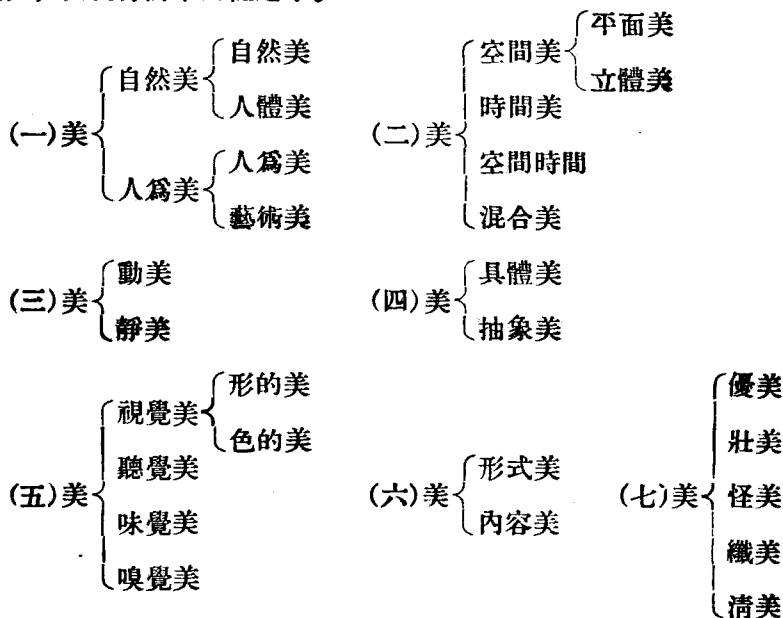 (一)美 自然美 自然美
人體美
人爲美 人爲美
藝術美
(二)美 空間美 平面美
立體美
時間美
空間時間
混合美
(三)美 動美
靜美
(四)美 具體美
抽象美
(五)美 視覺美 形的美
色的美
聽覺美
味覺美
嗅覺美
(六)美 形式美
內容美
(七)美 優美
壯美
怪美
纖美
清美